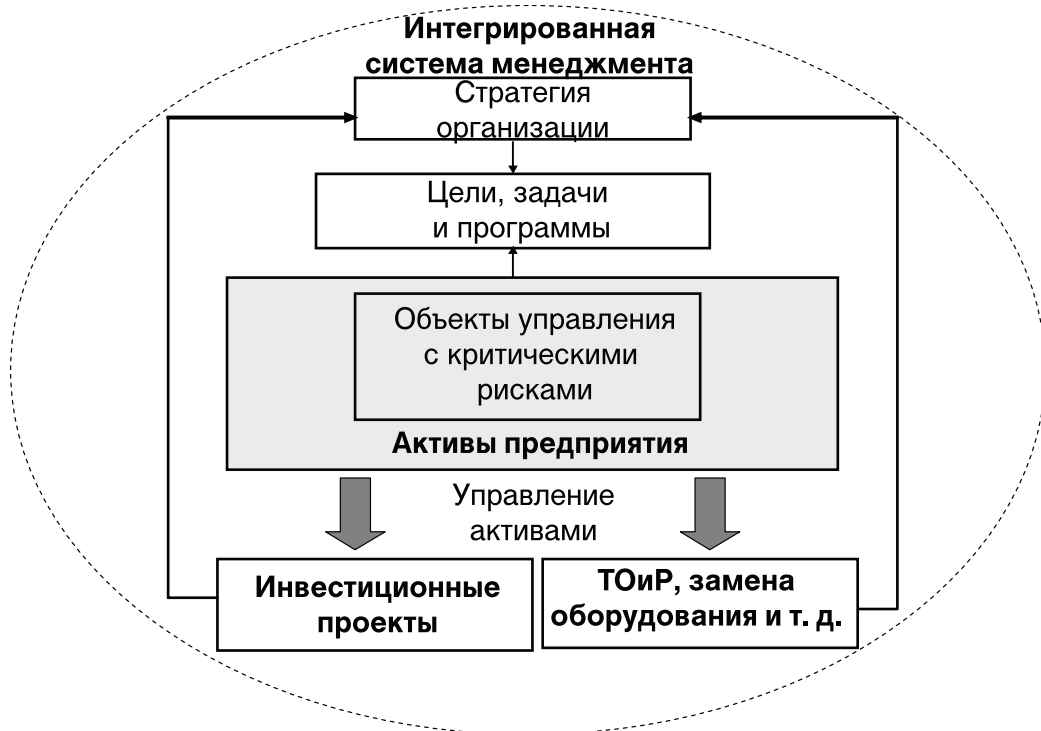 Интегрированная
система менеджмента
Стратегия
организации
Цели, задачи
и программы
Объекты управления
с критическими
рисками
Активы предприятия
Управление
активами
Инвестиционные
проекты
ТОиР, замена
оборудования и т. д.